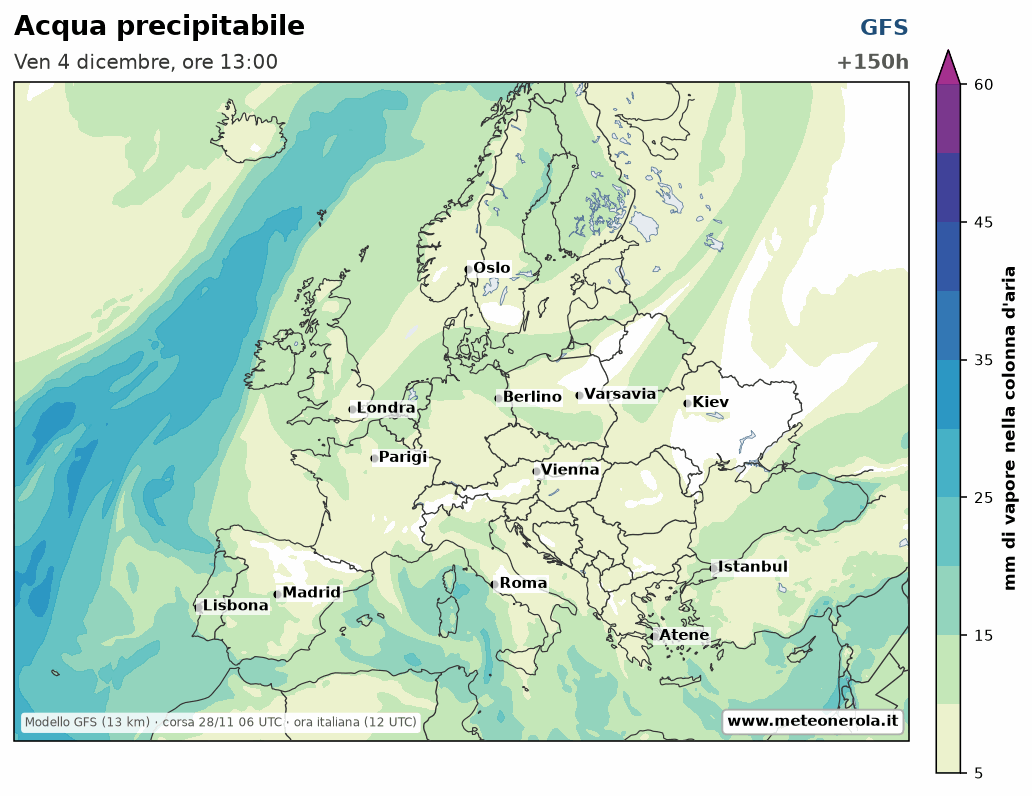 Acqua precipitabile
GFS
Ven 4 dicembre, ore 13:00
+150h
60
45
35
25
15
5
mm di vapore nella colonna d'aria
Oslo
Berlino
Varsavia
Kiev
Londra
Parigi
Vienna
Istanbul
Roma
Madrid
Lisbona
Atene
Modello GFS (13 km) · corsa 28/11 06 UTC · ora italiana (12 UTC)
www.meteonerola.it